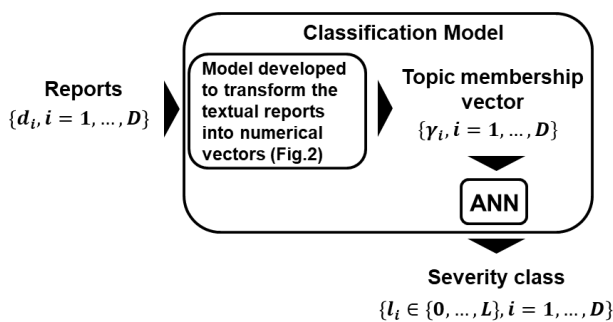 Classification Model
Reports
{d_i, i = 1, ..., D}
Model developed
to transform the
textual reports
into numerical
vectors (Fig.2)
Topic membership
vector
{γ_i, i = 1, ..., D}
ANN
Severity class
{l_i ∈ {0, ..., L}, i = 1, ..., D}